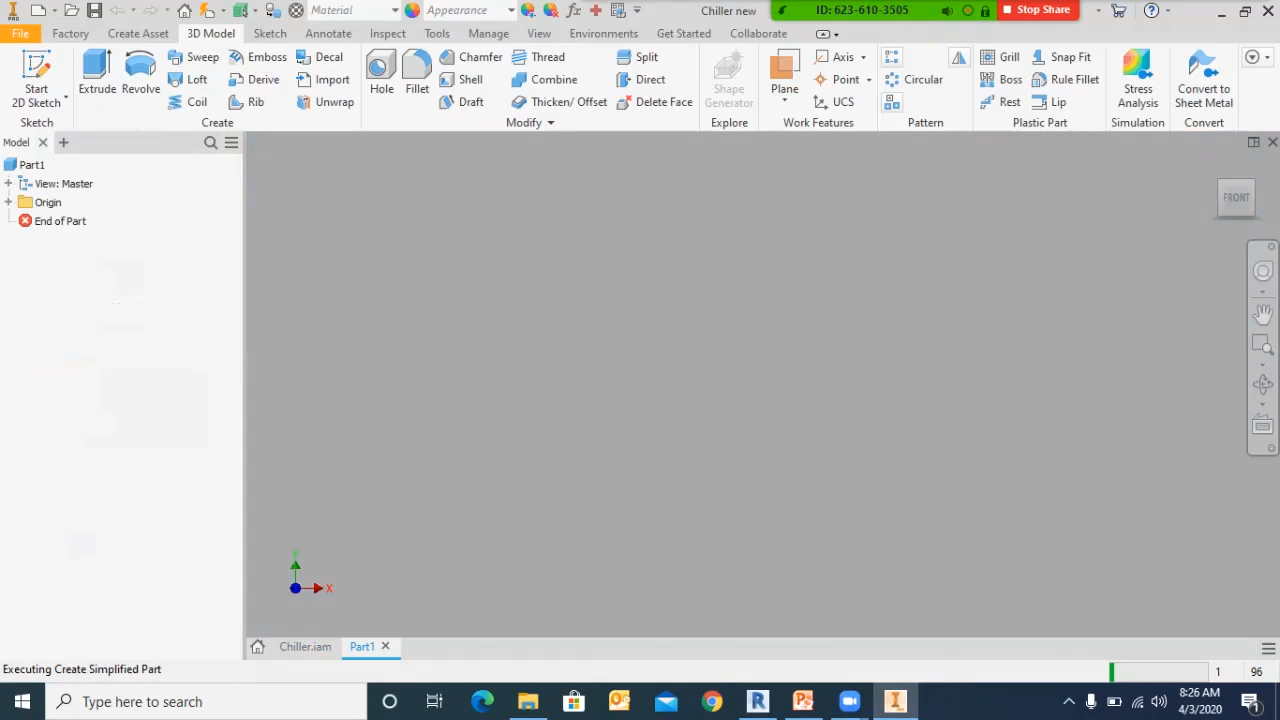 Material
Appearance
Chiller new
ID: 623-610-3505
Stop Share
File
Factory
Create Asset
3D Model
Sketch
Annotate
Inspect
Tools
Manage
View
Environments
Get Started
Collaborate
Start
2D Sketch
Sketch
Extrude
Revolve
Sweep
Loft
Coil
Emboss
Derive
Rib
Decal
Import
Unwrap
Create
Hole
Fillet
Chamfer
Shell
Draft
Thread
Combine
Thicken/ Offset
Split
Direct
Delete Face
Modify
Shape
Generator
Explore
Plane
Axis
Point
UCS
Work Features
Circular
Pattern
Grill
Boss
Rest
Snap Fit
Rule Fillet
Lip
Plastic Part
Stress
Analysis
Simulation
Convert to
Sheet Metal
Convert
Model
Part1
View: Master
Origin
End of Part
FRONT
Y
X
Chiller.iam
Part1
Executing Create Simplified Part
1
96
Type here to search
8:26 AM
4/3/2020